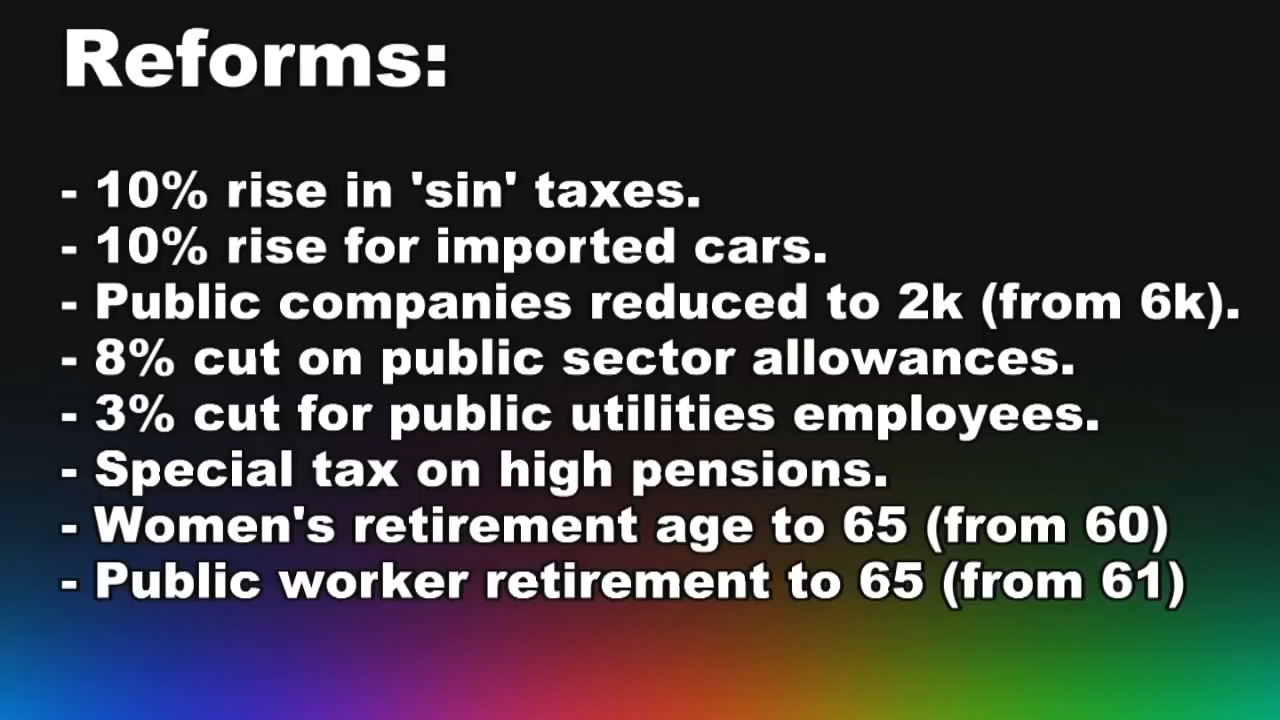 Reforms:
- 10% rise in 'sin' taxes.
- 10% rise for imported cars.
- Public companies reduced to 2k (from 6k).
- 8% cut on public sector allowances.
- 3% cut for public utilities employees.
- Special tax on high pensions.
- Women's retirement age to 65 (from 60)
- Public worker retirement to 65 (from 61)